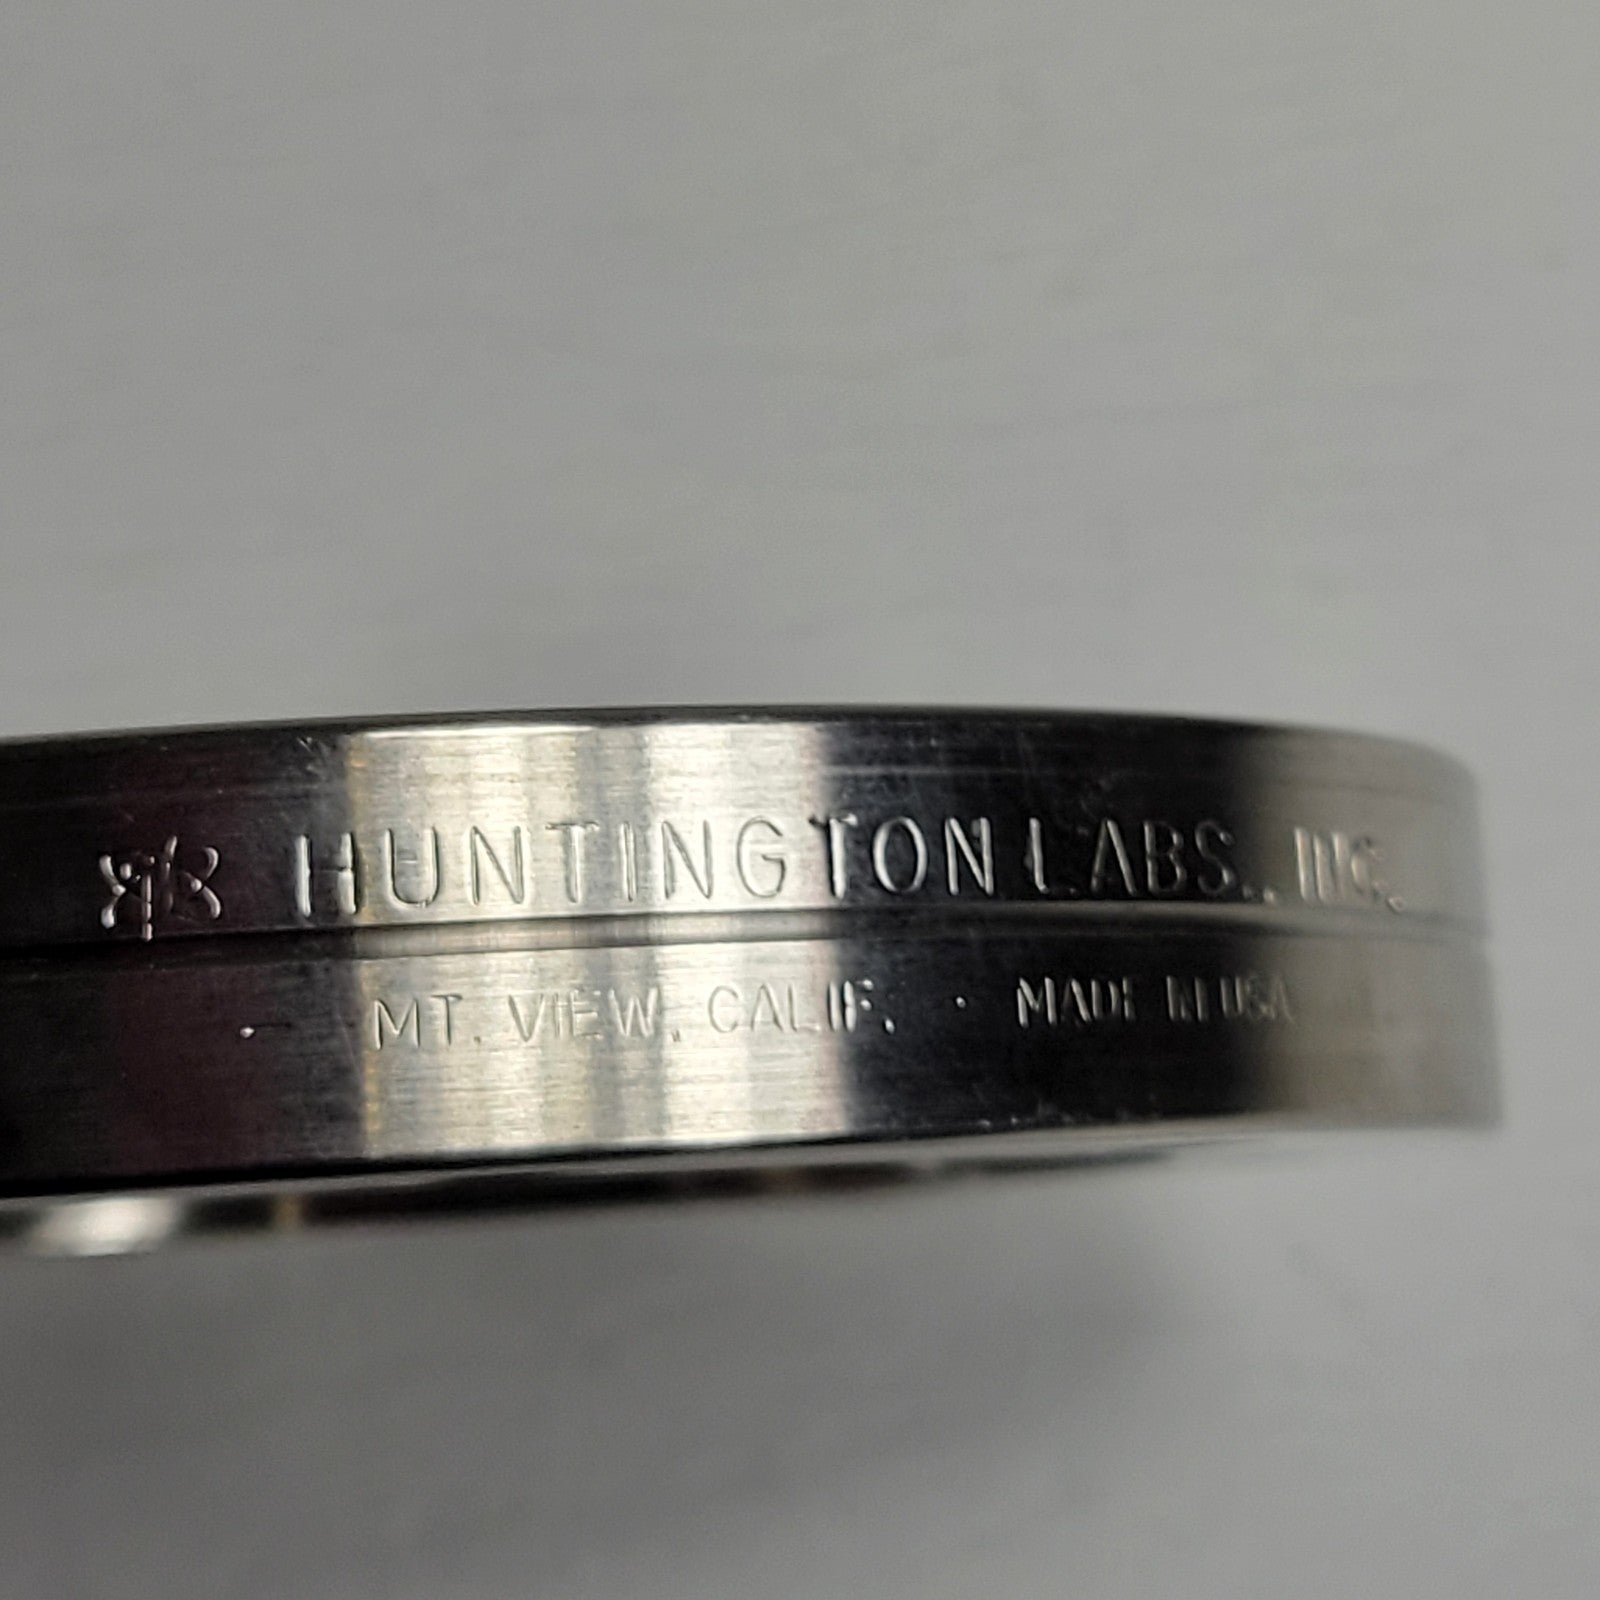 HUNTINGTON LABS., INC.
MT. VIEW, CALIF. · MADE IN USA